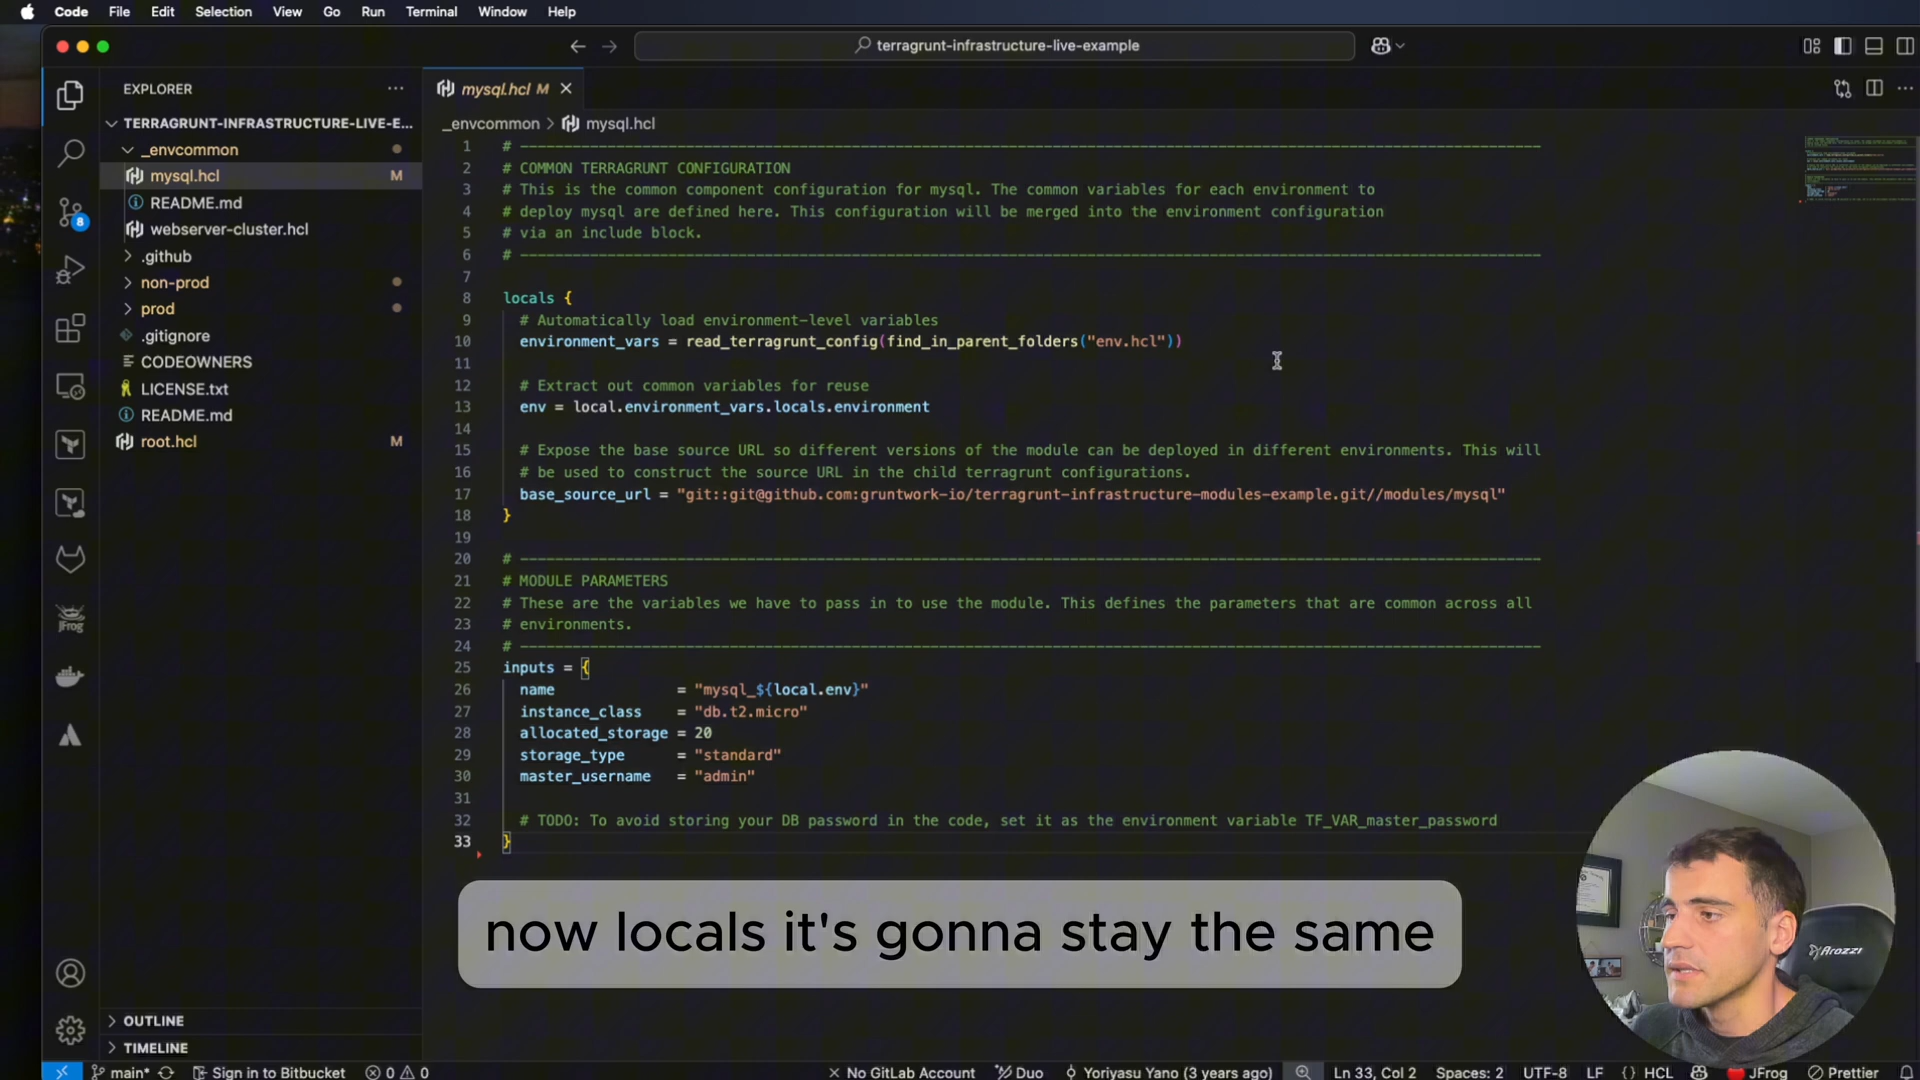 Code File Edit Selection View Go Run Terminal Window Help
terragrunt-infrastructure-live-example
EXPLORER
TERRAGRUNT-INFRASTRUCTURE-LIVE-E...
_envcommon
mysql.hcl M
README.md
webserver-cluster.hcl
.github
non-prod
prod
.gitignore
CODEOWNERS
LICENSE.txt
README.md
root.hcl M
8
JFrog
OUTLINE
TIMELINE
mysql.hcl M
_envcommon > mysql.hcl
1 # ---------------------------------------------------------------------------------------------------------------------
2 # COMMON TERRAGRUNT CONFIGURATION
3 # This is the common component configuration for mysql. The common variables for each environment to
4 # deploy mysql are defined here. This configuration will be merged into the environment configuration
5 # via an include block.
6 # ---------------------------------------------------------------------------------------------------------------------
7
8 locals {
9 # Automatically load environment-level variables
10 environment_vars = read_terragrunt_config(find_in_parent_folders("env.hcl"))
11
12 # Extract out common variables for reuse
13 env = local.environment_vars.locals.environment
14
15 # Expose the base source URL so different versions of the module can be deployed in different environments. This will
16 # be used to construct the source URL in the child terragrunt configurations.
17 base_source_url = "git::git@github.com:gruntwork-io/terragrunt-infrastructure-modules-example.git//modules/mysql"
18 }
19
20 # ---------------------------------------------------------------------------------------------------------------------
21 # MODULE PARAMETERS
22 # These are the variables we have to pass in to use the module. This defines the parameters that are common across all
23 # environments.
24 # ---------------------------------------------------------------------------------------------------------------------
25 inputs = {
26 name = "mysql_${local.env}"
27 instance_class = "db.t2.micro"
28 allocated_storage = 20
29 storage_type = "standard"
30 master_username = "admin"
31
32 # TODO: To avoid storing your DB password in the code, set it as the environment variable TF_VAR_master_password
33 }
now locals it's gonna stay the same
Arozzi
main* Sign in to Bitbucket 0 0 No GitLab Account Duo Yoriyasu Yano (3 years ago) Ln 33, Col 2 Spaces: 2 UTF-8 LF {} HCL JFrog Prettier